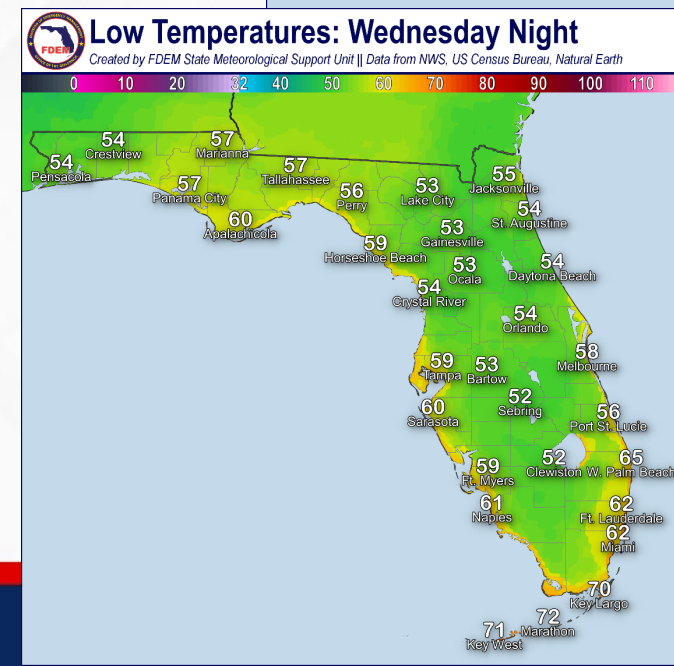 FDEM
Low Temperatures: Wednesday Night
Created by FDEM State Meteorological Support Unit || Data from NWS, US Census Bureau, Natural Earth
0 10 20 32 40 50 60 70 80 90 100 110
54
Crestview
57
Marianna
54
Pensacola
57
Tallahassee
57
Panama City
56
Perry
53
Lake City
55
Jacksonville
60
Apalachicola
54
St. Augustine
59
Horseshoe Beach
53
Gainesville
53
Ocala
54
Daytona Beach
54
Crystal River
54
Orlando
59
Tampa
53
Bartow
58
Melbourne
52
Sebring
60
Sarasota
56
Port St. Lucie
59
Ft. Myers
52
Clewiston
65
W. Palm Beach
61
Naples
62
Ft. Lauderdale
62
Miami
70
Key Largo
72
Marathon
71
Key West